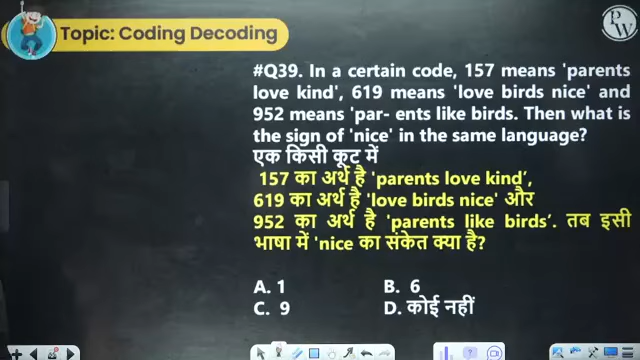 Topic: Coding Decoding
#Q39. In a certain code, 157 means 'parents
love kind', 619 means 'love birds nice' and
952 means 'par- ents like birds. Then what is
the sign of 'nice' in the same language?
एक किसी कूट में
157 का अर्थ है 'parents love kind’,
619 का अर्थ है 'love birds nice' और
952 का अर्थ है 'parents like birds’. तब इसी
भाषा में 'nice का संकेत क्या है?
A. 1 B. 6
C. 9 D. कोई नहीं